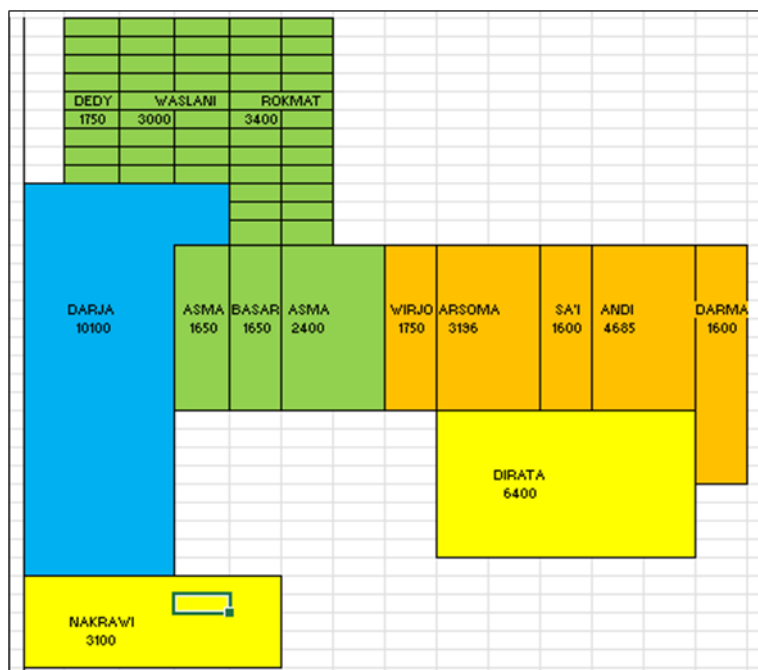 DEDY WASLANI ROKMAT
1750 3000 3400
DARJA ASMA BASAR ASMA WIRJO ARSOMA SA'I ANDI DARMA
10100 1650 1650 2400 1750 3196 1600 4685 1600
DIRATA
6400
NAKRAWI
3100